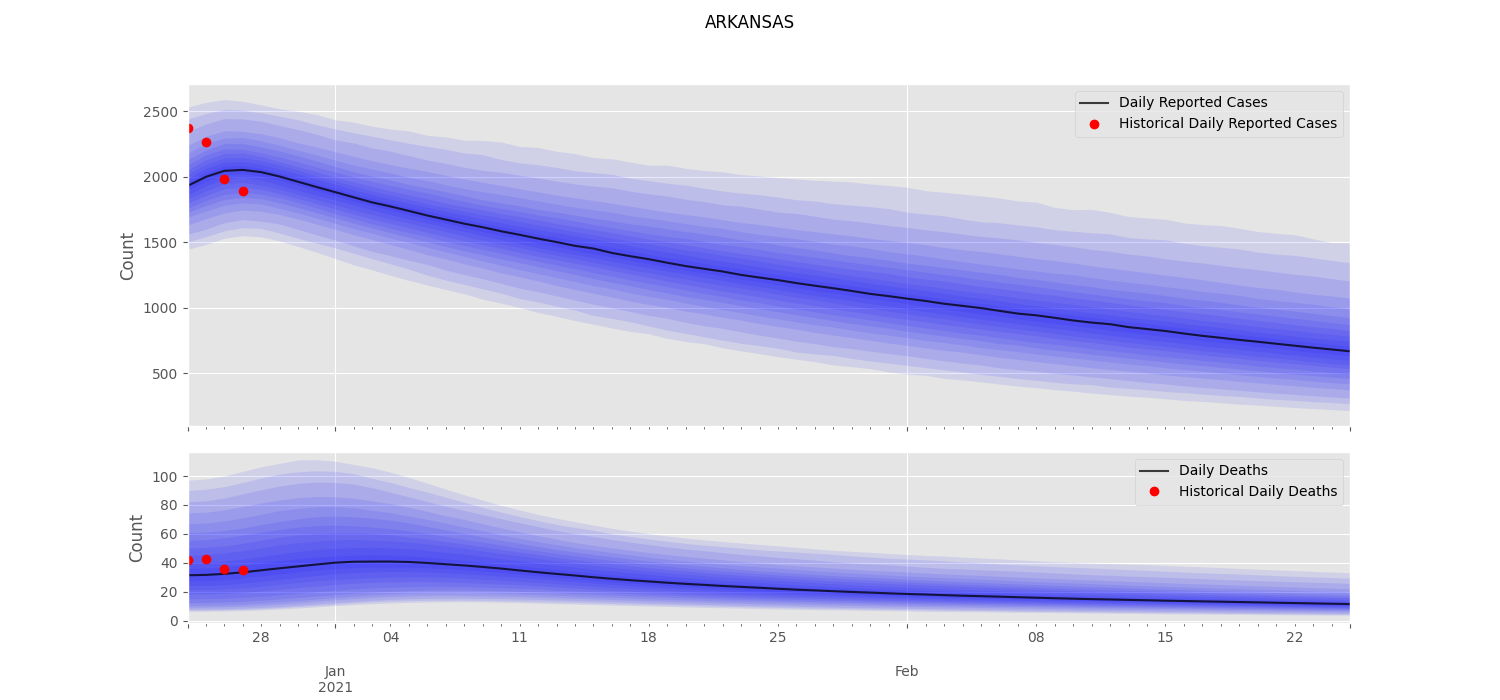 ARKANSAS
Daily Reported Cases
Historical Daily Reported Cases
2500
2000
1500
1000
500
Count
Daily Deaths
Historical Daily Deaths
100
80
60
40
20
0
Count
28 04 11 18 25 08 15 22
Jan Feb
2021